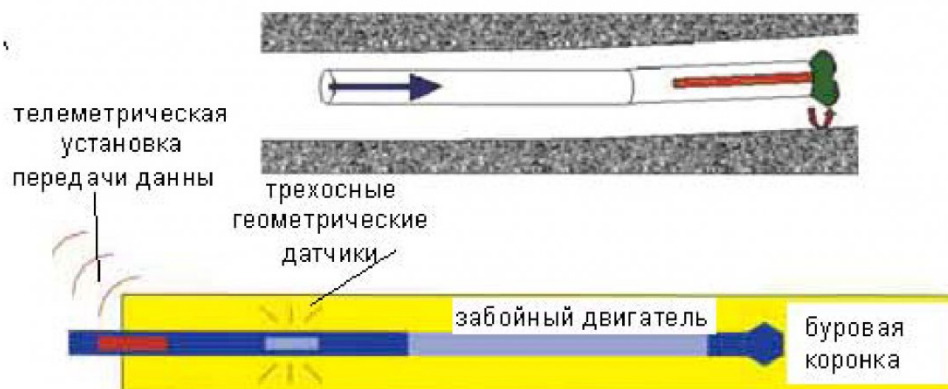 телеметрическая
установка
передачи данны
трехосные
геометрические
датчики
забойный двигатель
буровая
коронка